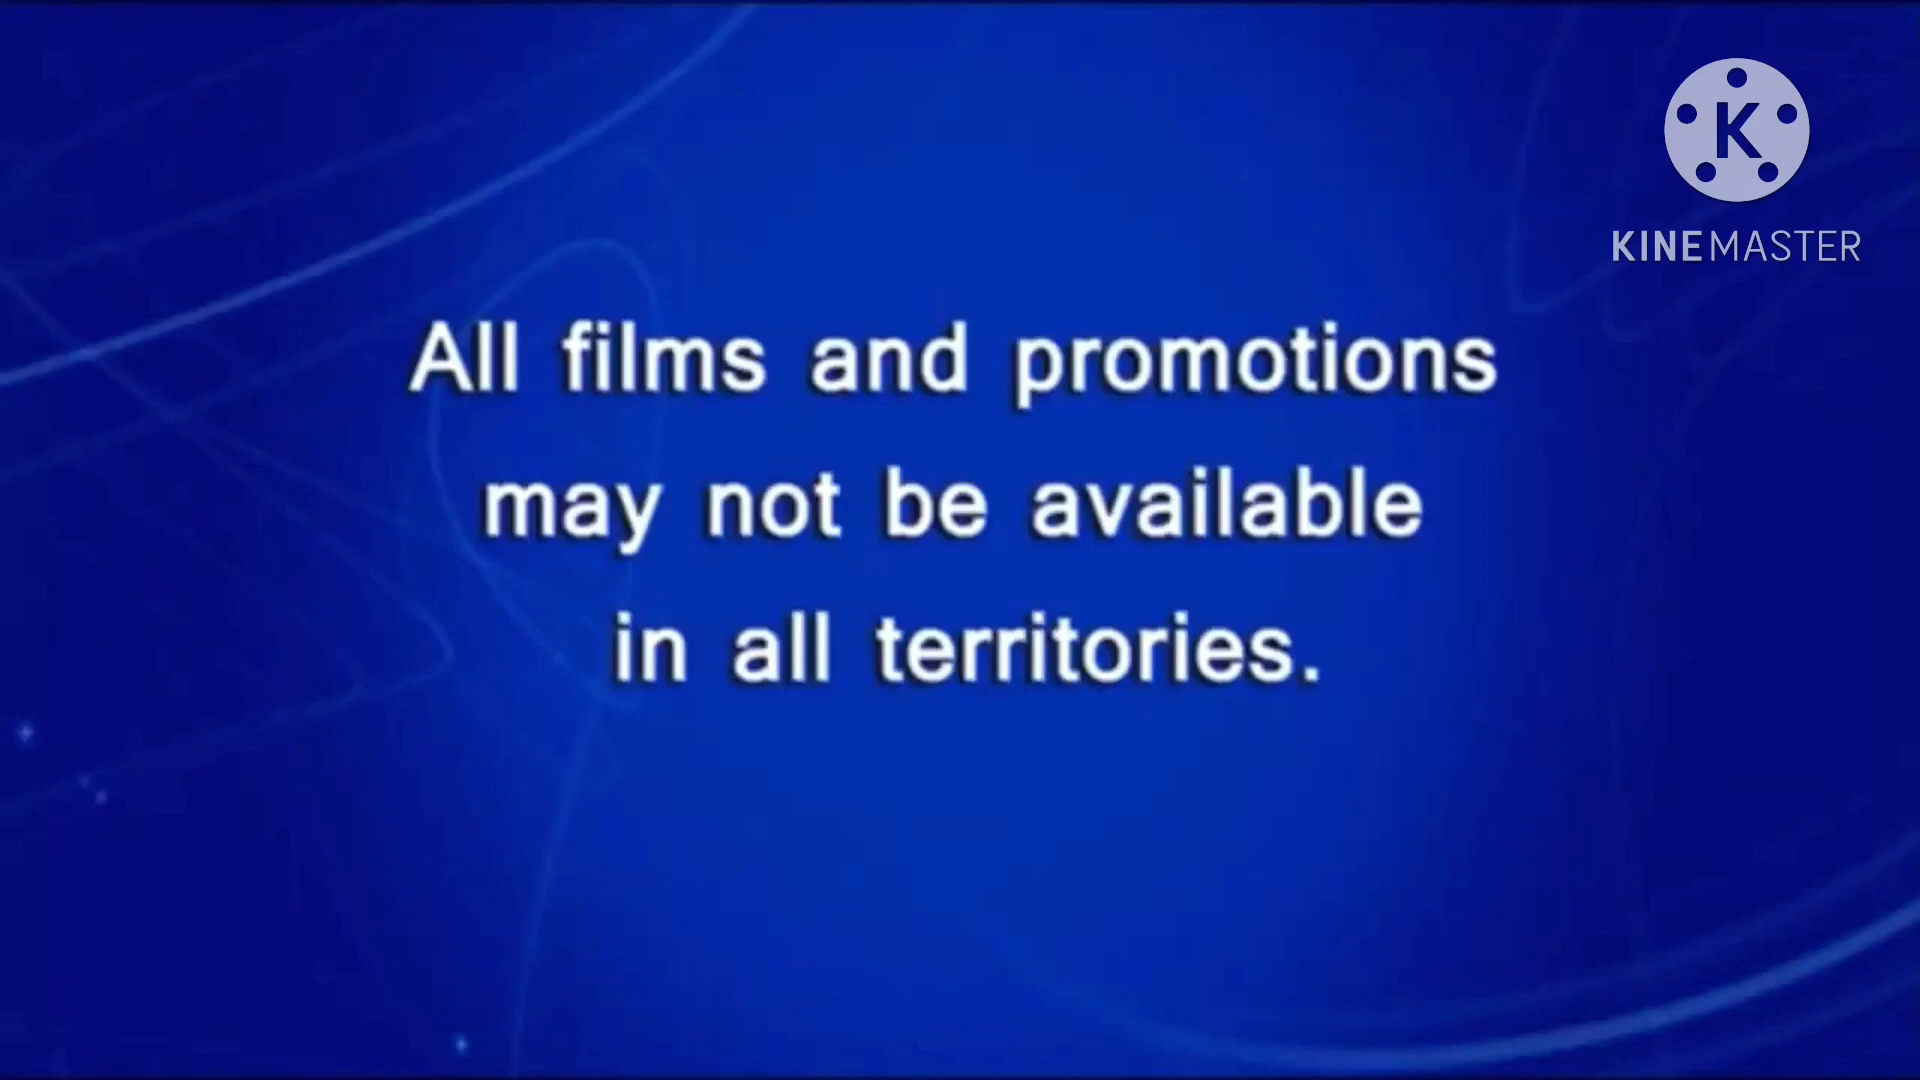 K
KINEMASTER
All films and promotions
may not be available
in all territories.